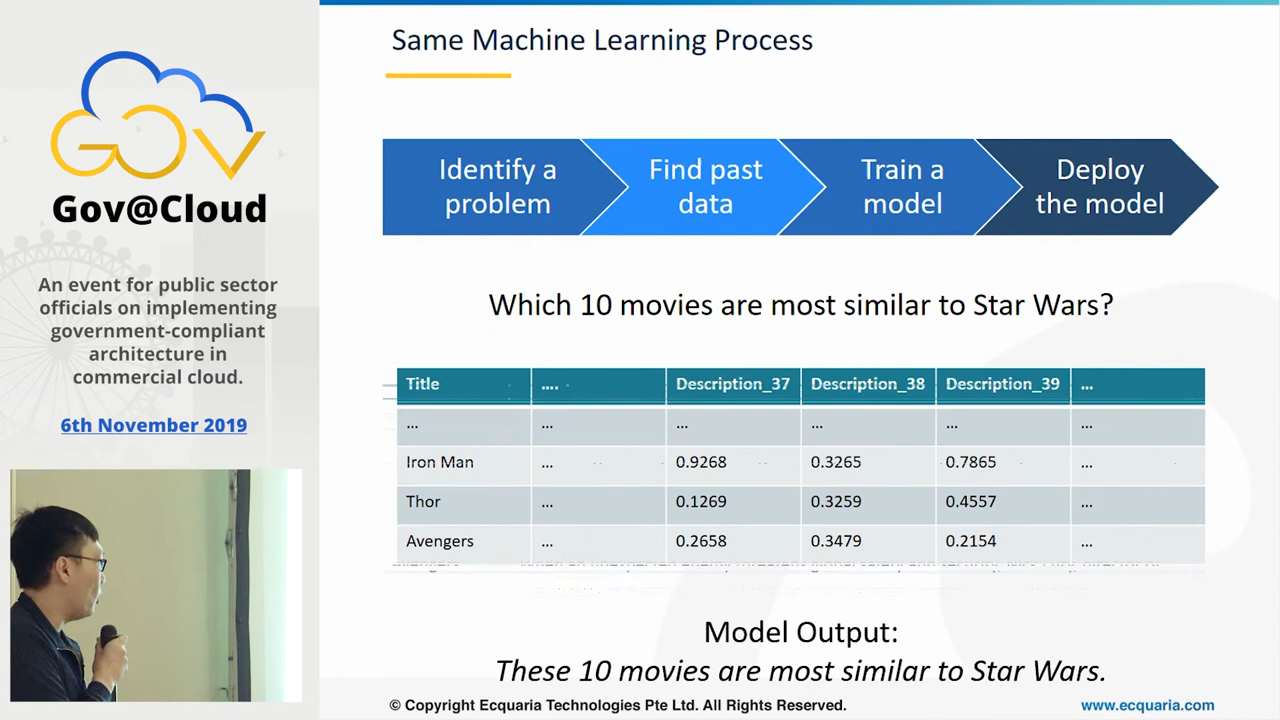 GOV
Gov@Cloud
An event for public sector
officials on implementing
government-compliant
architecture in
commercial cloud.
6th November 2019
Same Machine Learning Process
Identify a
problem
Find past
data
Train a
model
Deploy
the model
Which 10 movies are most similar to Star Wars?
Title .... Description_37 Description_38 Description_39 ...
... ... ... ... ... ...
Iron Man ... 0.9268 0.3265 0.7865 ...
Thor ... 0.1269 0.3259 0.4557 ...
Avengers ... 0.2658 0.3479 0.2154 ...
Model Output:
These 10 movies are most similar to Star Wars.
© Copyright Ecquaria Technologies Pte Ltd. All Rights Reserved.
www.ecquaria.com